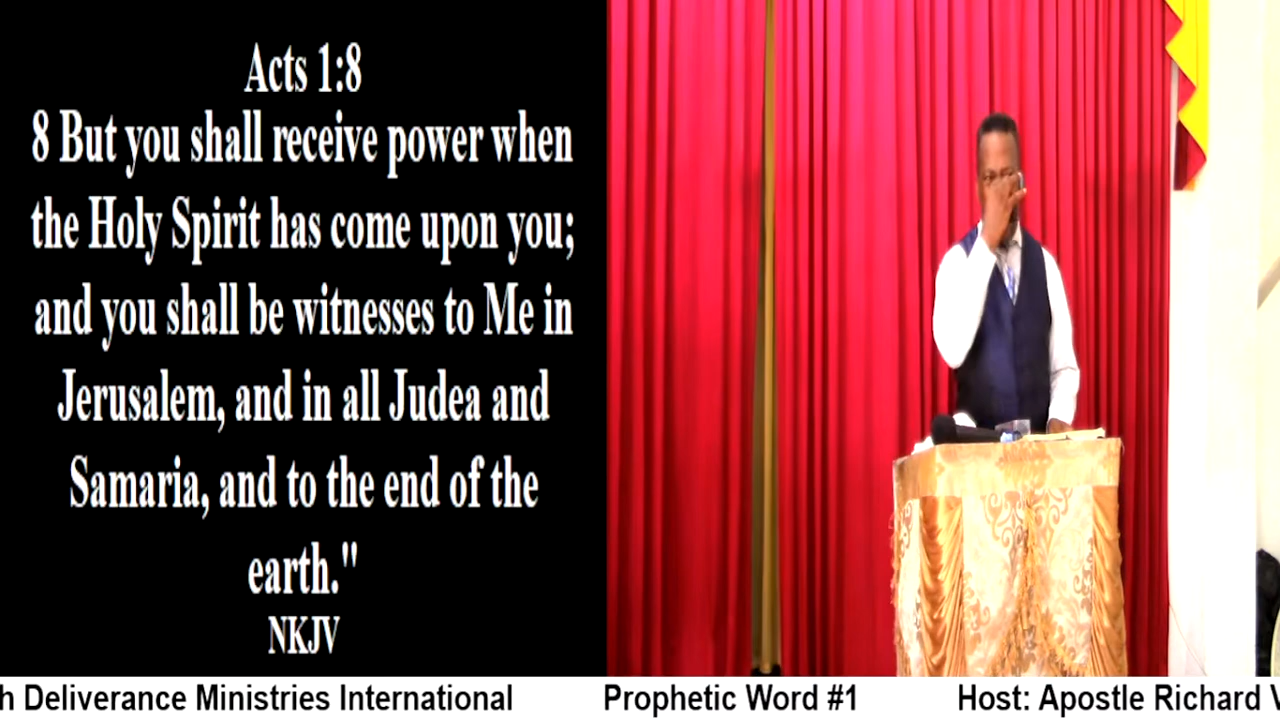 Acts 1:8
8 But you shall receive power when
the Holy Spirit has come upon you;
and you shall be witnesses to Me in
Jerusalem, and in all Judea and
Samaria, and to the end of the
earth."
NKJV
Deliverance Ministries International Prophetic Word #1 Host: Apostle Richard